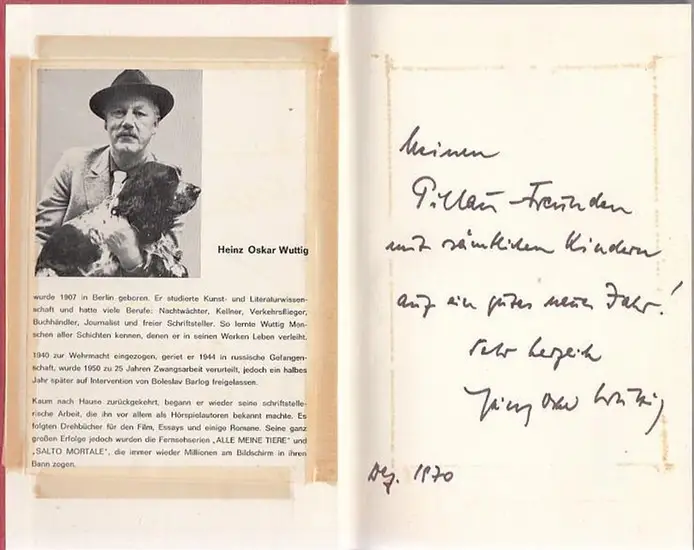 Heinz Oskar Wuttig
wurde 1907 in Berlin geboren. Er studierte Kunst- und Literaturwissen-
schaft und hatte viele Berufe: Nachtwächter, Kellner, Verkehrsflieger,
Buchhändler, Journalist und freier Schriftsteller. So lernte Wuttig Men-
schen aller Schichten kennen, denen er in seinen Werken Leben verleiht.
1940 zur Wehrmacht eingezogen, geriet er 1944 in russische Gefangen-
schaft, wurde 1950 zu 25 Jahren Zwangsarbeit verurteilt, jedoch ein halbes
Jahr später auf Intervention von Boleslav Barlog freigelassen.
Kaum nach Hause zurückgekehrt, begann er wieder seine schriftstelle-
rische Arbeit, die ihn vor allem als Hörspielautoren bekannt machte. Es
folgten Drehbücher für den Film, Essays und einige Romane. Seine ganz
großen Erfolge jedoch wurden die Fernsehserien „ALLE MEINE TIERE" und
„SALTO MORTALE", die immer wieder Millionen am Bildschirm in ihren
Bann zogen.
Meinen
Pillau-Freunden
mit sämtlichen Kindern
auf ein gutes neues Jahr!
Sehr herzlich
Heinz Oskar Wuttig
Dez. 1970